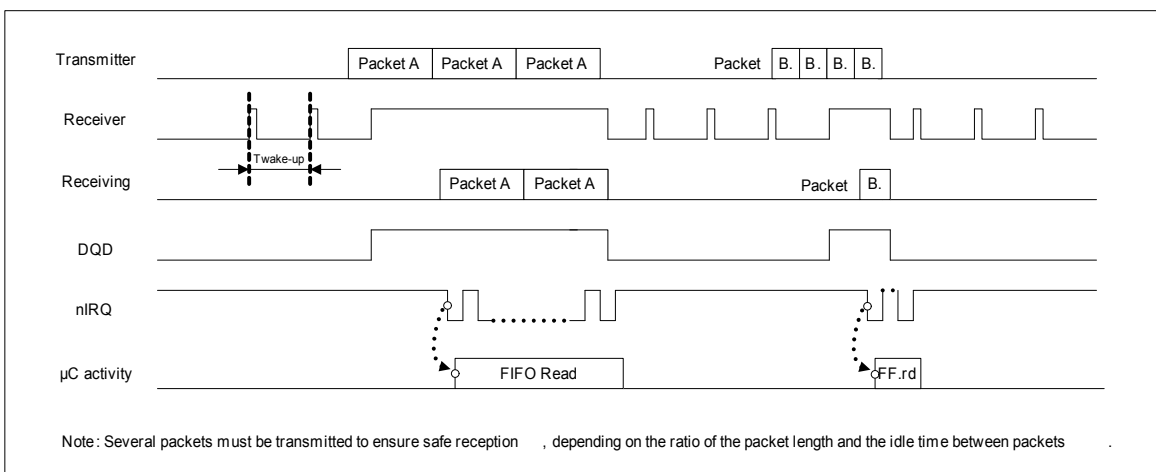 Transmitter Packet A Packet A Packet A Packet B. B. B. B.
Receiver
Twake-up
Receiving Packet A Packet A Packet B.
DQD
nIRQ
µC activity FIFO Read FF.rd
Note: Several packets must be transmitted to ensure safe reception , depending on the ratio of the packet length and the idle time between packets .